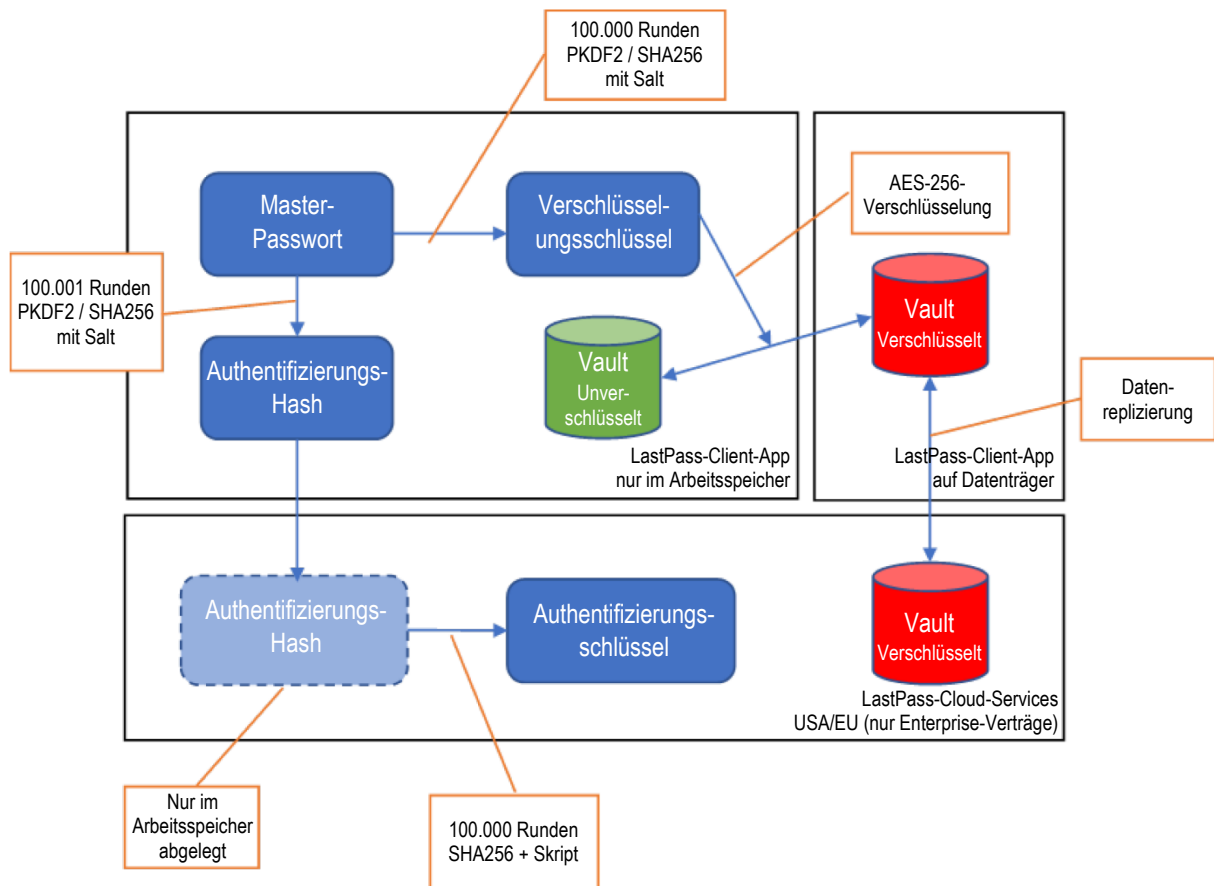 100.000 Runden
PKDF2 / SHA256
mit Salt
Master-
Passwort
Verschlüssel-
ungsschlüssel
AES-256-
Verschlüsselung
100.001 Runden
PKDF2 / SHA256
mit Salt
Authentifizierungs-
Hash
Vault
Unver-
schlüsselt
Vault
Verschlüsselt
Daten-
replizierung
LastPass-Client-App
nur im Arbeitsspeicher
LastPass-Client-App
auf Datenträger
Authentifizierungs-
Hash
Authentifizierungs-
schlüssel
Vault
Verschlüsselt
LastPass-Cloud-Services
USA/EU (nur Enterprise-Verträge)
Nur im
Arbeitsspeicher
abgelegt
100.000 Runden
SHA256 + Skript